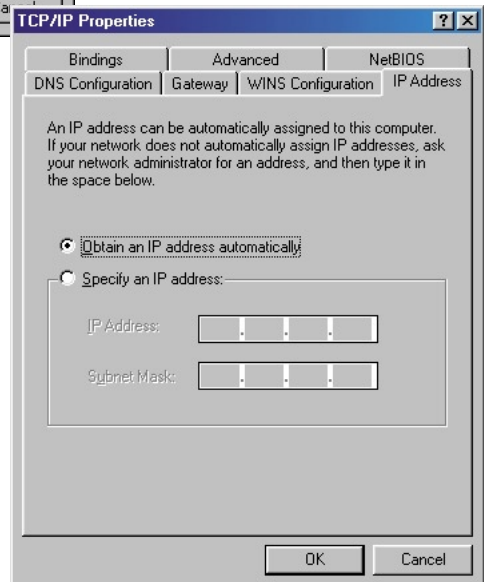 TCP/IP Properties
Bindings
Advanced
NetBIOS
DNS Configuration
Gateway
WINS Configuration
IP Address
An IP address can be automatically assigned to this computer.
If your network does not automatically assign IP addresses, ask
your network administrator for an address, and then type it in
the space below.
Obtain an IP address automatically
Specify an IP address:
IP Address:
Subnet Mask:
OK
Cancel